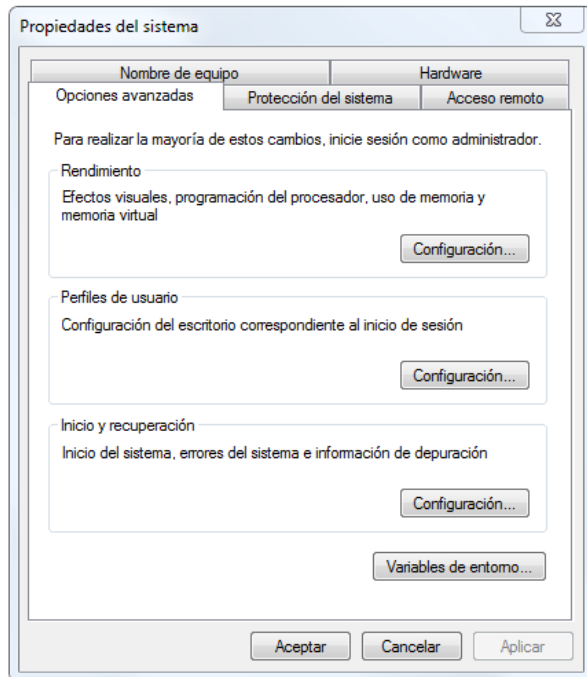 Propiedades del sistema
Nombre de equipo
Hardware
Opciones avanzadas
Protección del sistema
Acceso remoto
Para realizar la mayoría de estos cambios, inicie sesión como administrador.
Rendimiento
Efectos visuales, programación del procesador, uso de memoria y
memoria virtual
Configuración...
Perfiles de usuario
Configuración del escritorio correspondiente al inicio de sesión
Configuración...
Inicio y recuperación
Inicio del sistema, errores del sistema e información de depuración
Configuración...
Variables de entorno...
Aceptar
Cancelar
Aplicar